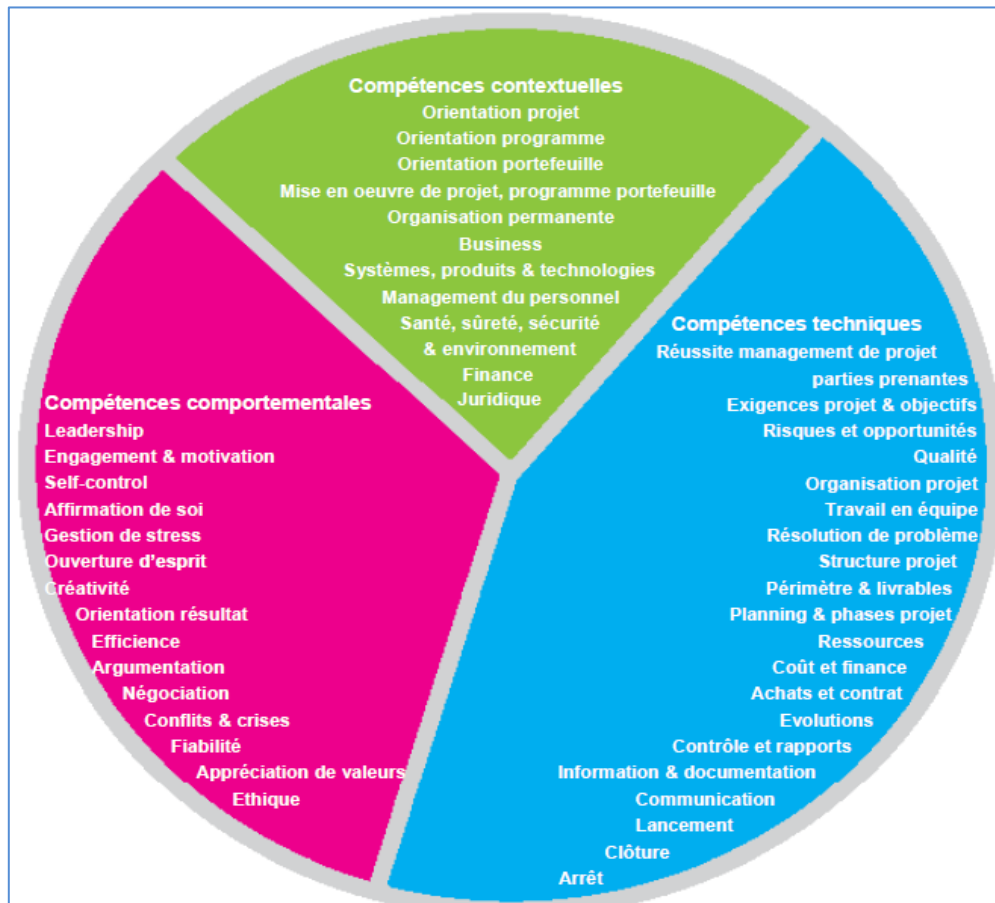 Compétences contextuelles
Orientation projet
Orientation programme
Orientation portefeuille
Mise en oeuvre de projet, programme portefeuille
Organisation permanente
Business
Systèmes, produits & technologies
Management du personnel
Santé, sûreté, sécurité
& environnement
Finance
Juridique
Compétences techniques
Réussite management de projet
parties prenantes
Exigences projet & objectifs
Risques et opportunités
Qualité
Organisation projet
Travail en équipe
Résolution de problème
Structure projet
Périmètre & livrables
Planning & phases projet
Ressources
Coût et finance
Achats et contrat
Evolutions
Contrôle et rapports
Information & documentation
Communication
Lancement
Clôture
Arrêt
Compétences comportementales
Leadership
Engagement & motivation
Self-control
Affirmation de soi
Gestion de stress
Ouverture d'esprit
Créativité
Orientation résultat
Efficience
Argumentation
Négociation
Conflits & crises
Fiabilité
Appréciation de valeurs
Ethique